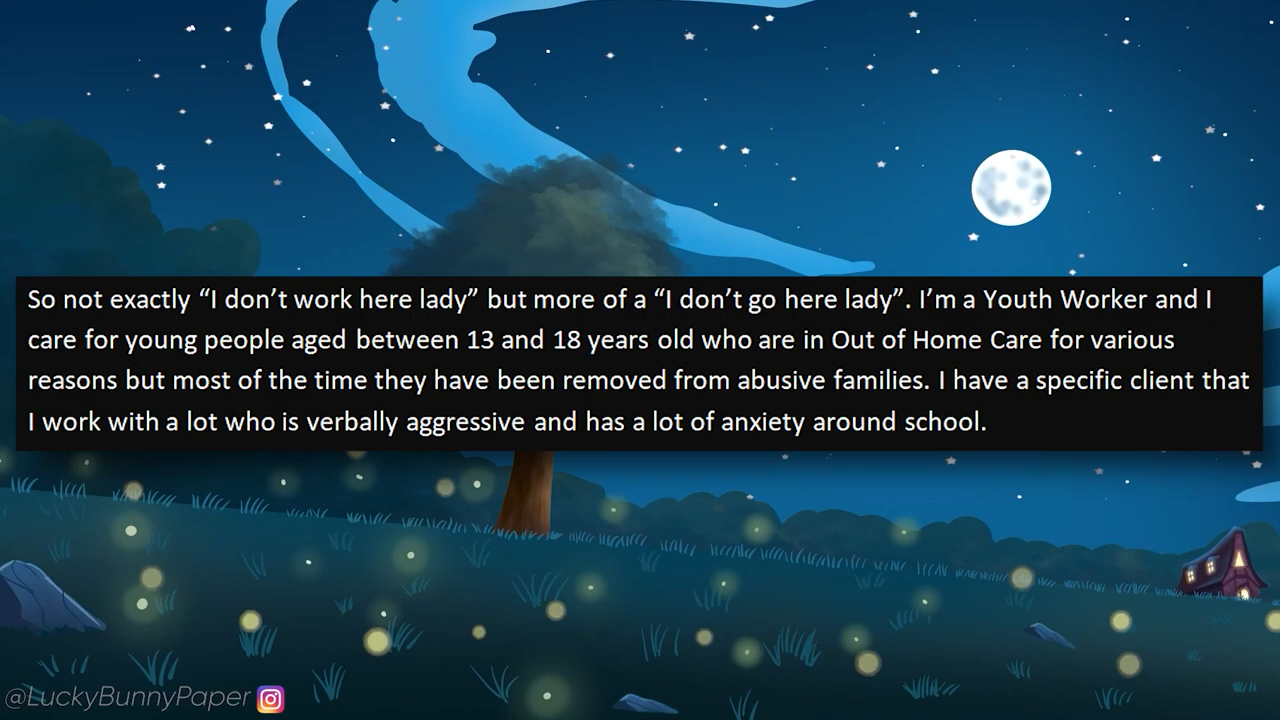 So not exactly “I don’t work here lady” but more of a “I don’t go here lady”. I’m a Youth Worker and I
care for young people aged between 13 and 18 years old who are in Out of Home Care for various
reasons but most of the time they have been removed from abusive families. I have a specific client that
I work with a lot who is verbally aggressive and has a lot of anxiety around school.
@LuckyBunnyPaper